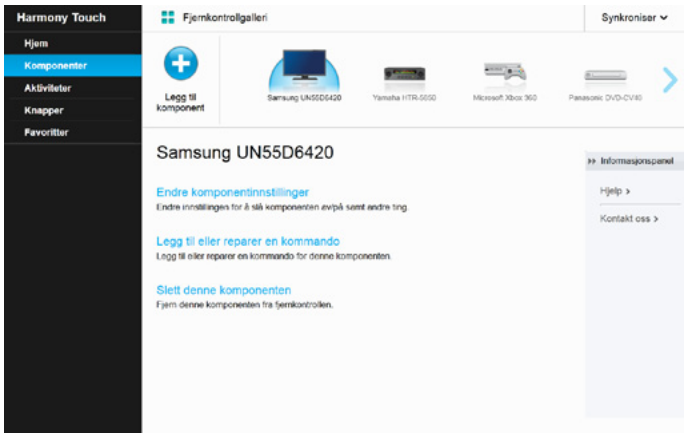 Harmony Touch
Fjernkontrollgalleri
Synkroniser
Hjem
Komponenter
Aktiviteter
Knapper
Favoritter
Legg til
komponent
Samsung UN55D6420
Yamaha HTR-5050
Microsoft Xbox 360
Panasonic DVD-CV40
Samsung UN55D6420
Endre komponentinnstillinger
Endre innstillingen for å slå komponenten av/på samt andre ting.
Legg til eller reparer en kommando
Legg til eller reparer en kommando for denne komponenten.
Slett denne komponenten
Fjern denne komponenten fra fjernkontrollen.
>> Informasjonspanel
Hjelp >
Kontakt oss >